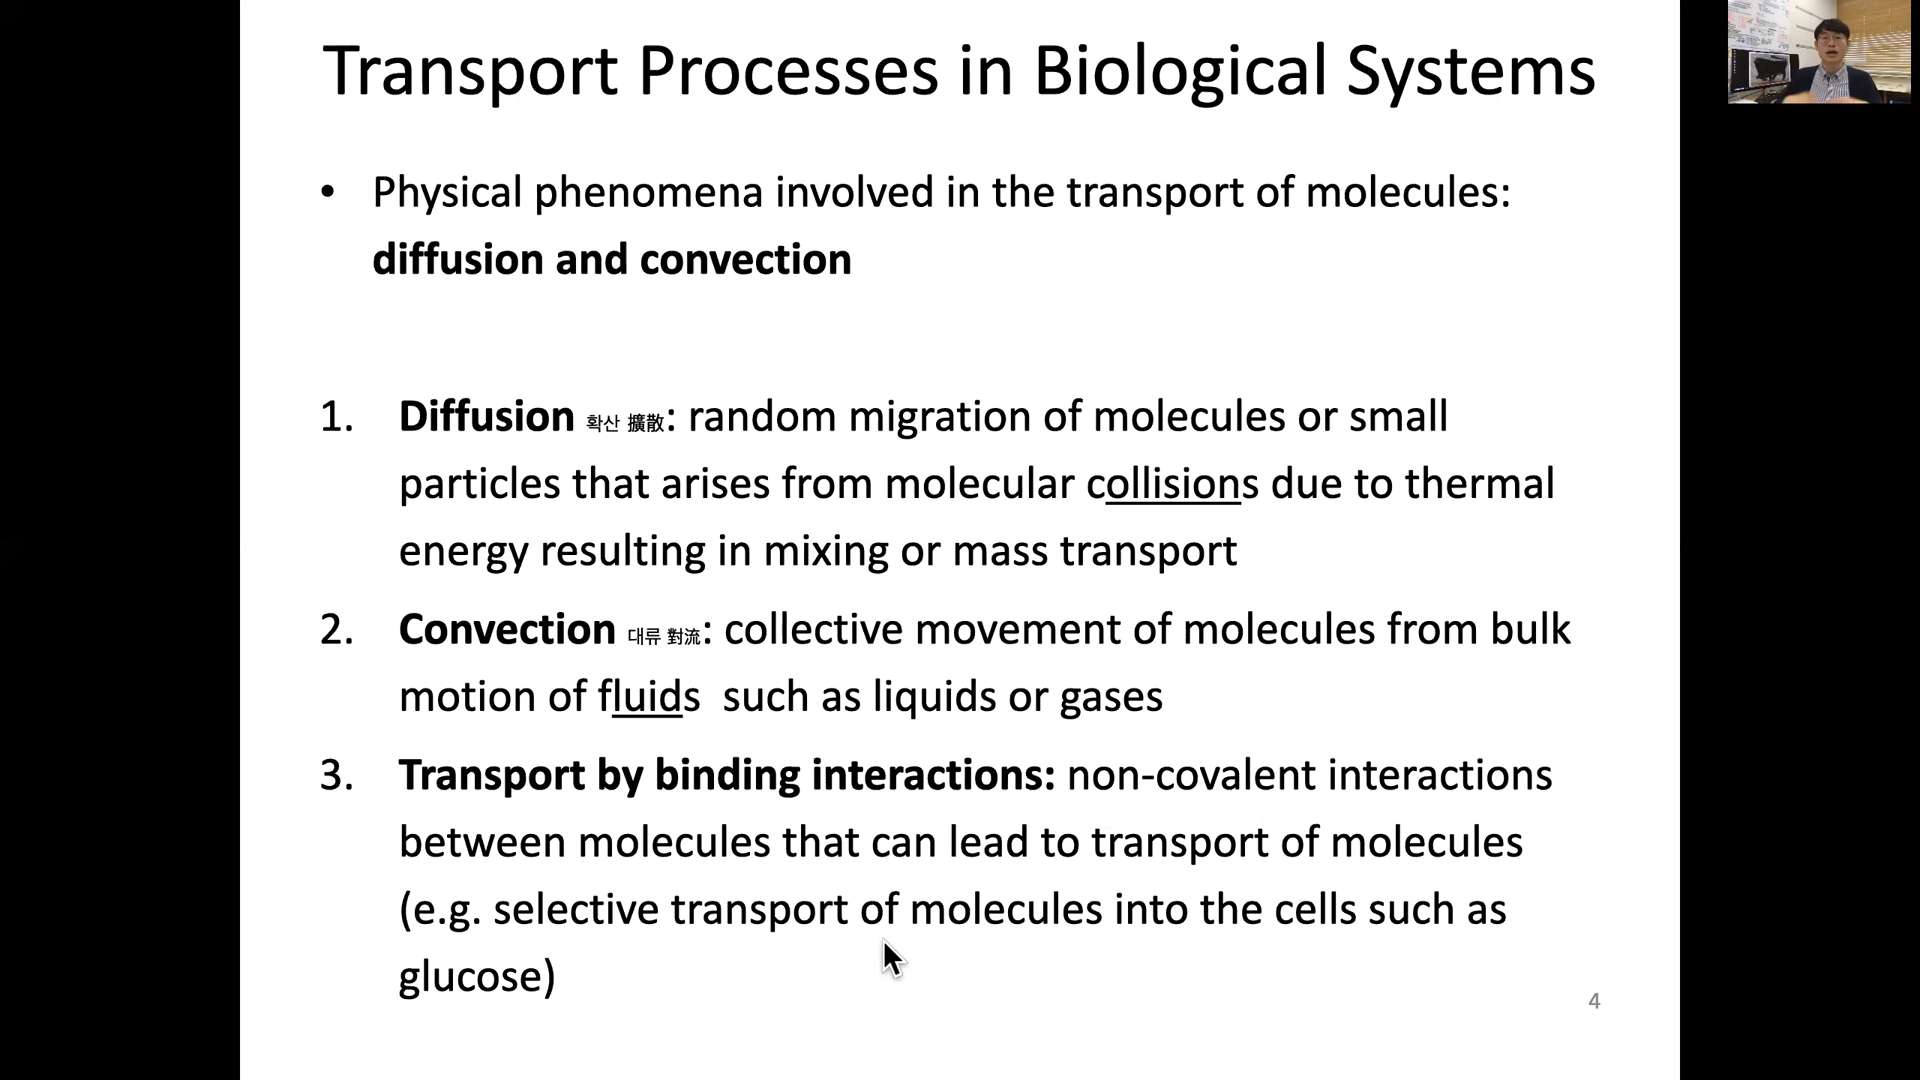 Transport Processes in Biological Systems
• Physical phenomena involved in the transport of molecules:
diffusion and convection
1. Diffusion 확산 擴散: random migration of molecules or small
particles that arises from molecular collisions due to thermal
energy resulting in mixing or mass transport
2. Convection 대류 對流: collective movement of molecules from bulk
motion of fluids such as liquids or gases
3. Transport by binding interactions: non-covalent interactions
between molecules that can lead to transport of molecules
(e.g. selective transport of molecules into the cells such as
glucose)
4